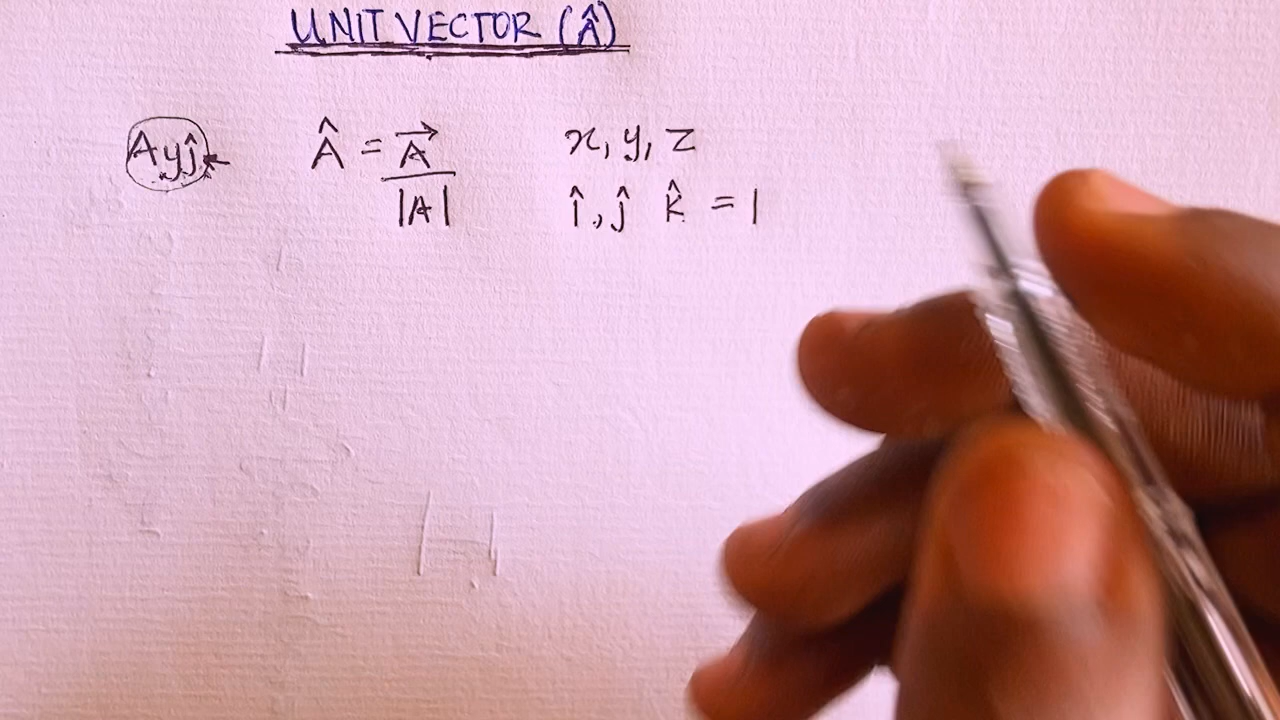 UNIT VECTOR (Â)
Ayĵ
Â = A⃗ / |A|
x, y, z
î, ĵ k̂ = 1